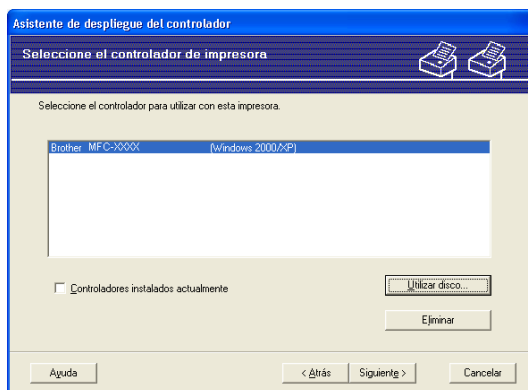 Asistente de despliegue del controlador
Seleccione el controlador de impresora
Seleccione el controlador para utilizar con esta impresora.
Brother MFC-XXXX (Windows 2000/XP)
Controladores instalados actualmente
Utilizar disco...
Eliminar
Ayuda < Atrás Siguiente > Cancelar